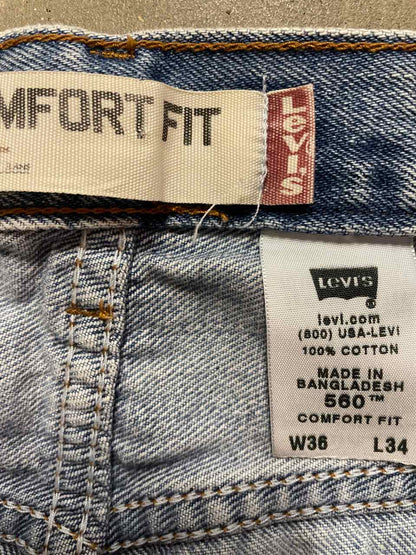 MFORT FIT
LEVI'S
JEANS
Levi's
levi.com
(800) USA-LEVI
100% COTTON
MADE IN
BANGLADESH
560™
COMFORT FIT
W36 L34